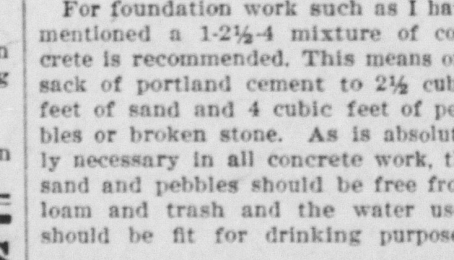 For foundation work such as I ha
mentioned a 1-2½-4 mixture of co
crete is recommended. This means o
sack of portland cement to 2½ cub
feet of sand and 4 cubic feet of pe
bles or broken stone. As is absolut
ly necessary in all concrete work, t
sand and pebbles should be free fro
loam and trash and the water us
should be fit for drinking purpose